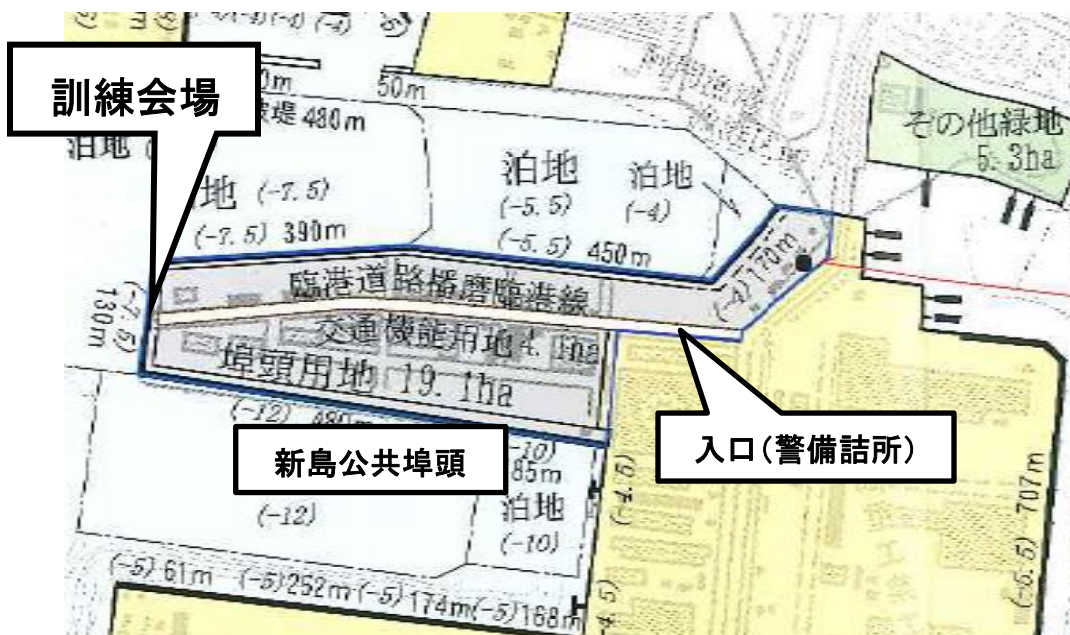 50m
訓練会場
堤 480m
泊地
その他緑地
5.3ha
泊地
(-5.5)
泊地
(-4)
地 (-7.5)
(-7.5) 390m
(-5.5) 450m
(-4) 170m
臨港道路播磨臨港線
(-7.5)
130m
交通機能用地4.1ha
埠頭用地 19.1ha
(-12) 480m
新島公共埠頭
入口(警備詰所)
(-10)
85m
泊地
(-10)
(-12)
(-4.5)
(-5.5) 707m
(-5) 61m
(-5)252m
(-5)174m
(-5)168m